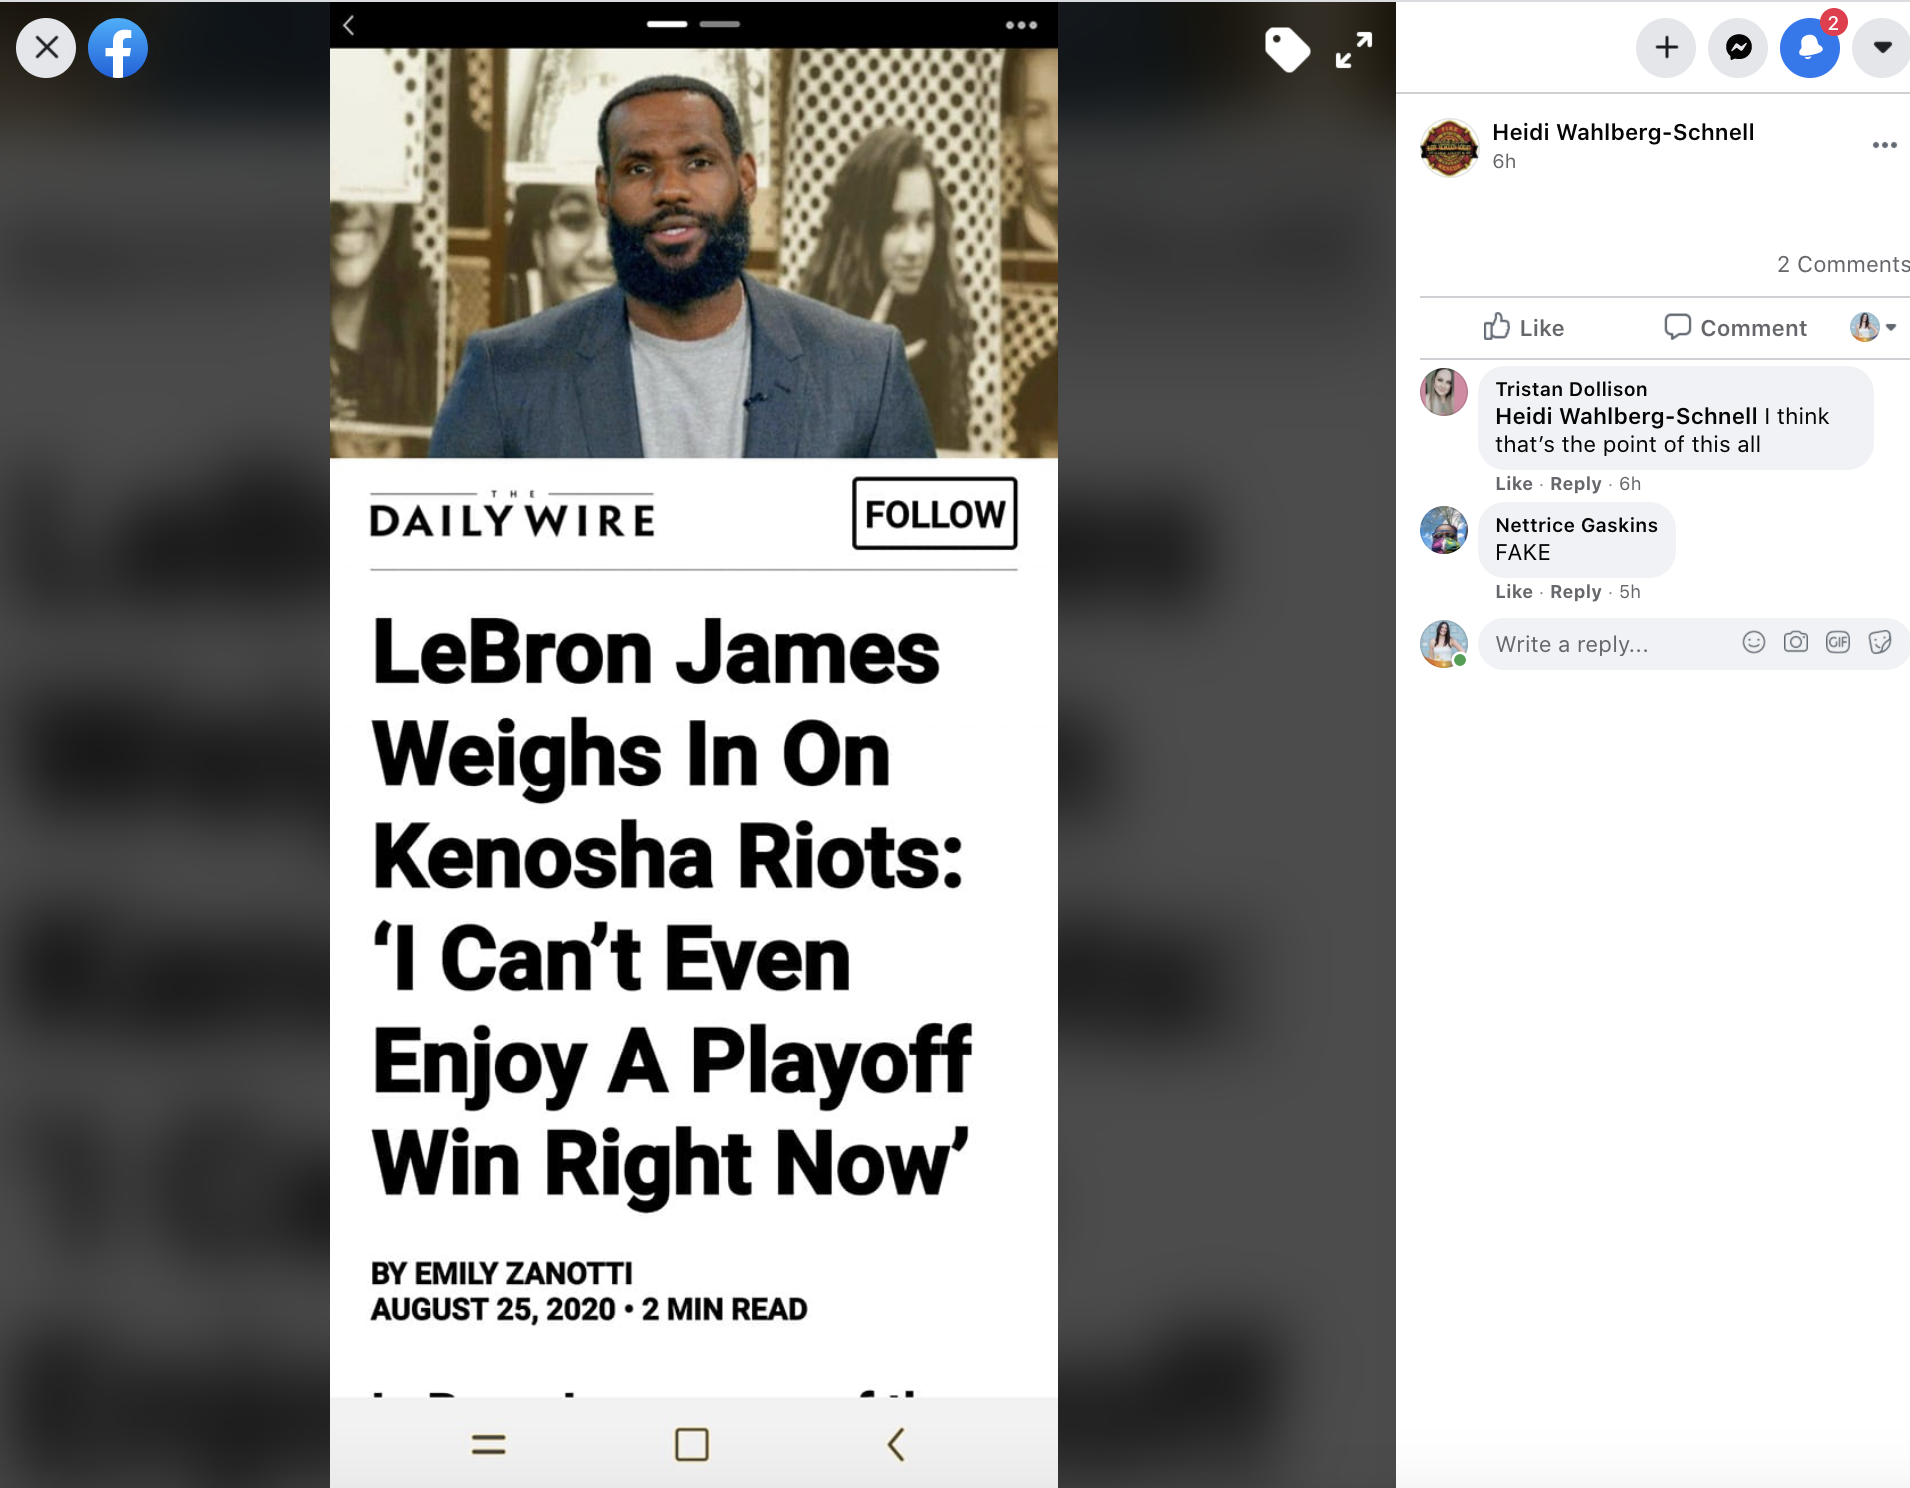 THE
DAILY WIRE
FOLLOW
LeBron James
Weighs In On
Kenosha Riots:
‘I Can’t Even
Enjoy A Playoff
Win Right Now’
BY EMILY ZANOTTI
AUGUST 25, 2020 • 2 MIN READ
2
Heidi Wahlberg-Schnell
6h
2 Comments
Like
Comment
Tristan Dollison
Heidi Wahlberg-Schnell I think
that’s the point of this all
Like · Reply · 6h
Nettrice Gaskins
FAKE
Like · Reply · 5h
Write a reply...
GIF